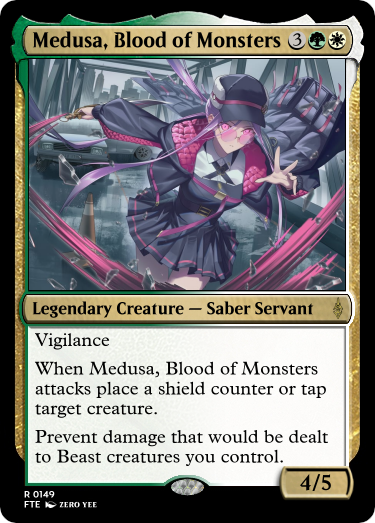 Medusa, Blood of Monsters 3
Legendary Creature — Saber Servant
Vigilance
When Medusa, Blood of Monsters
attacks place a shield counter or tap
target creature.
Prevent damage that would be dealt
to Beast creatures you control.
4/5
R 0149
FTE ZERO YEE